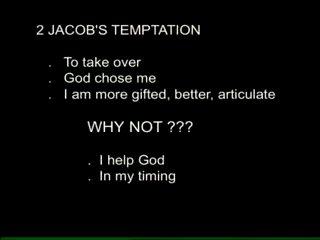 2 JACOB'S TEMPTATION
. To take over
. God chose me
. I am more gifted, better, articulate
WHY NOT ???
. I help God
. In my timing